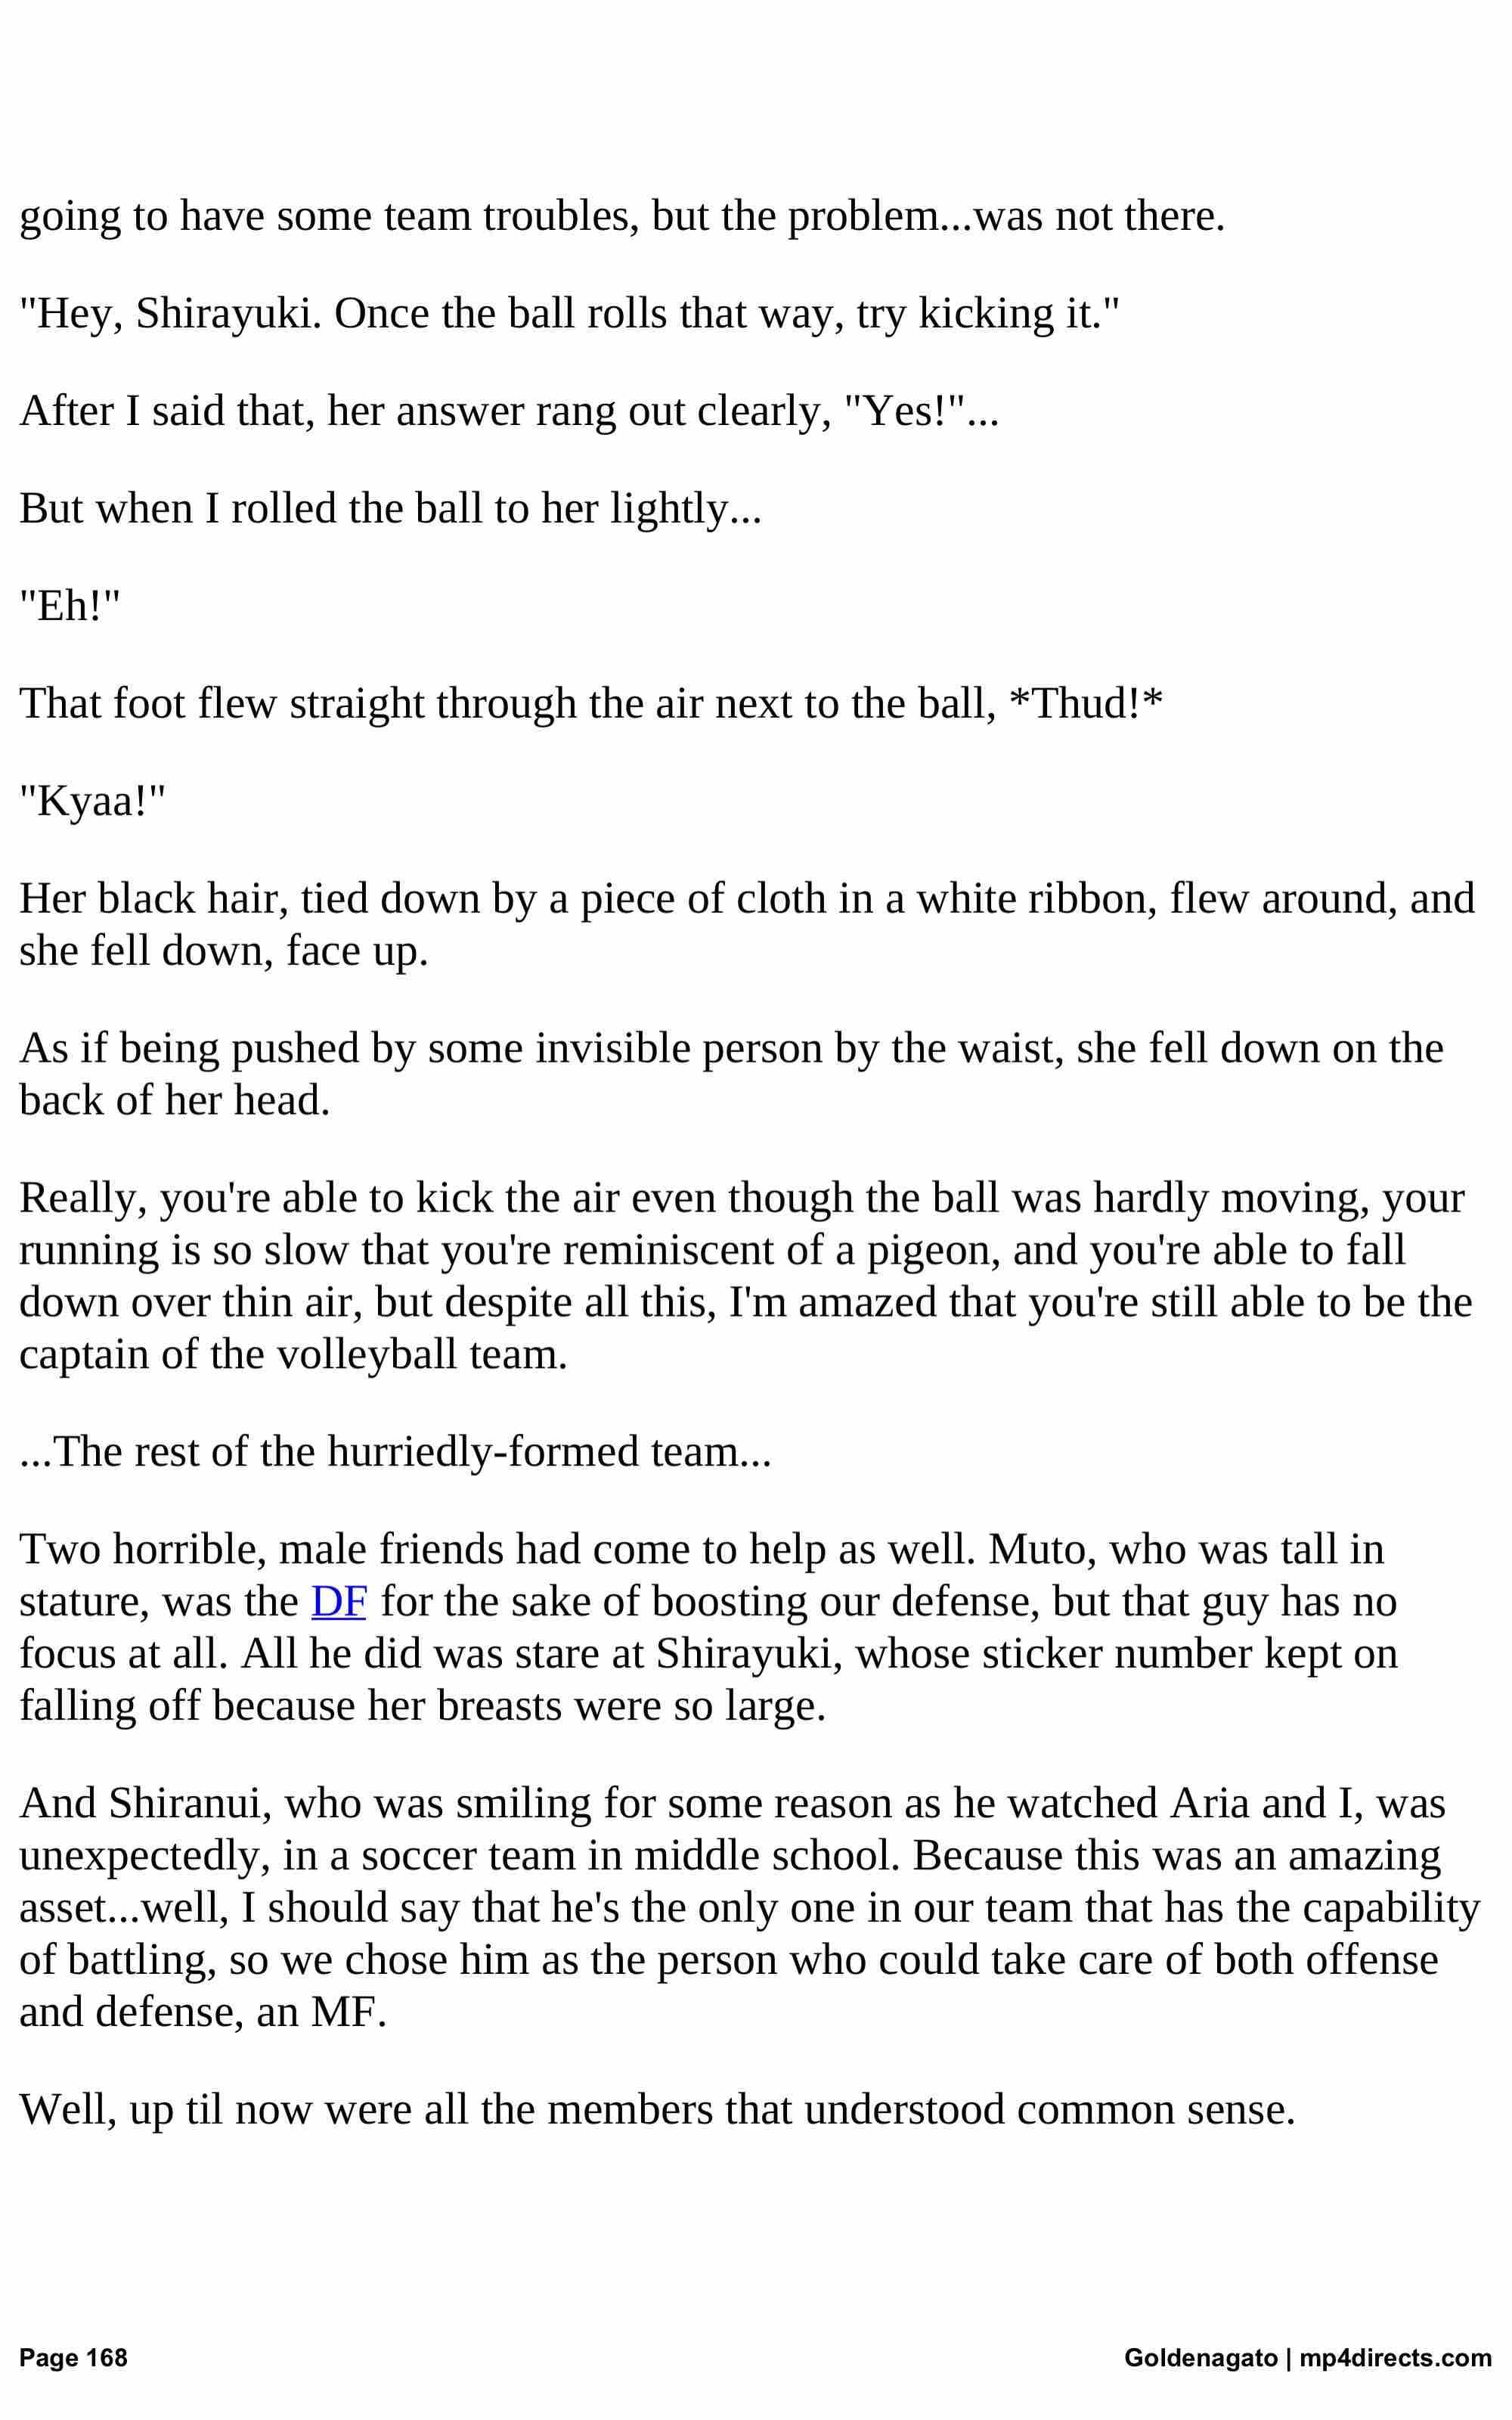 going to have some team troubles, but the problem...was not there.
"Hey, Shirayuki. Once the ball rolls that way, try kicking it."
After I said that, her answer rang out clearly, "Yes!"...
But when I rolled the ball to her lightly...
"Eh!"
That foot flew straight through the air next to the ball, *Thud!*
"Kyaa!"
Her black hair, tied down by a piece of cloth in a white ribbon, flew around, and
she fell down, face up.
As if being pushed by some invisible person by the waist, she fell down on the
back of her head.
Really, you're able to kick the air even though the ball was hardly moving, your
running is so slow that you're reminiscent of a pigeon, and you're able to fall
down over thin air, but despite all this, I'm amazed that you're still able to be the
captain of the volleyball team.
...The rest of the hurriedly-formed team...
Two horrible, male friends had come to help as well. Muto, who was tall in
stature, was the DF for the sake of boosting our defense, but that guy has no
focus at all. All he did was stare at Shirayuki, whose sticker number kept on
falling off because her breasts were so large.
And Shiranui, who was smiling for some reason as he watched Aria and I, was
unexpectedly, in a soccer team in middle school. Because this was an amazing
asset...well, I should say that he's the only one in our team that has the capability
of battling, so we chose him as the person who could take care of both offense
and defense, an MF.
Well, up til now were all the members that understood common sense.
Page 168
Goldenagato | mp4directs.com